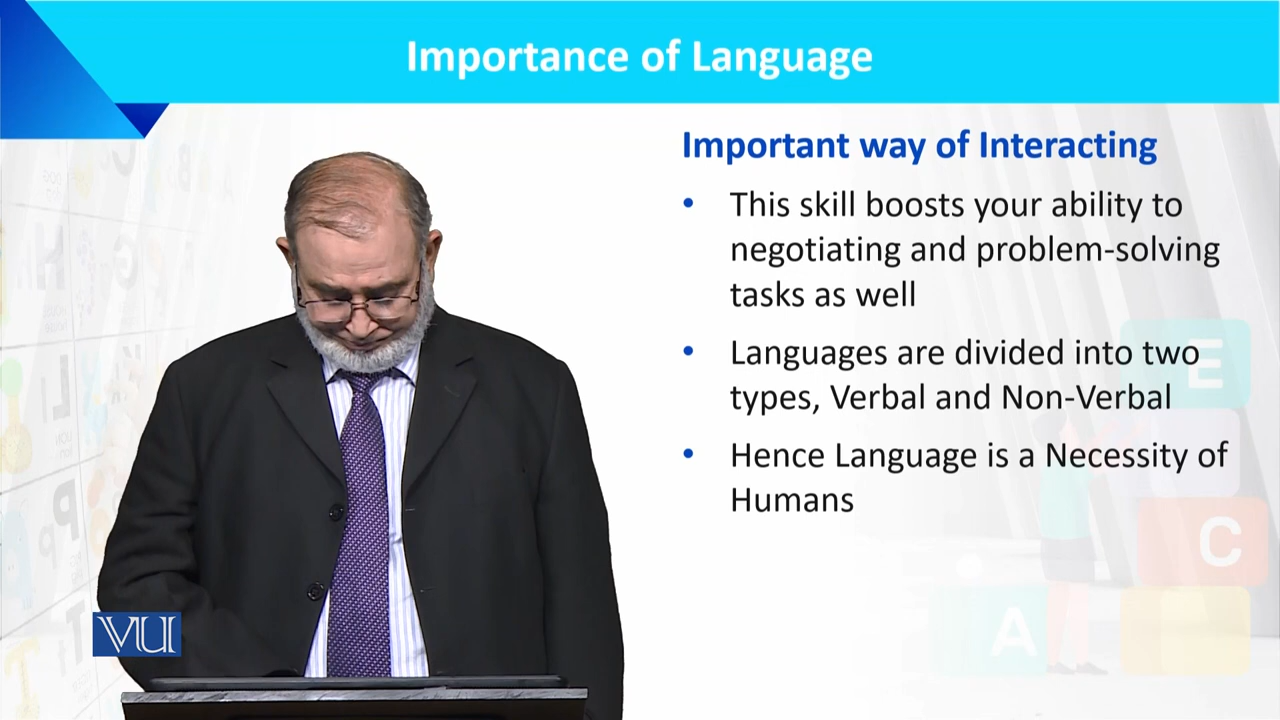 Importance of Language
Important way of Interacting
• This skill boosts your ability to
negotiating and problem-solving
tasks as well
• Languages are divided into two
types, Verbal and Non-Verbal
• Hence Language is a Necessity of
Humans
E
C
A
VU